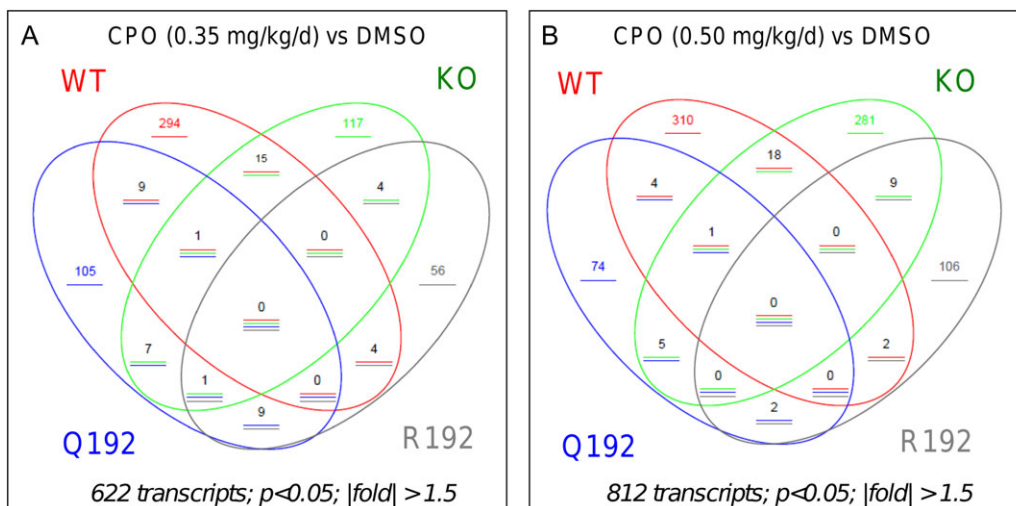 A CPO (0.35 mg/kg/d) vs DMSO
WT KO
294 117
15
9 4
1 0
105 56
0
7 4
1 0
9
Q192 R192
622 transcripts; p<0.05; |fold| > 1.5
B CPO (0.50 mg/kg/d) vs DMSO
WT KO
310 281
18
4 9
1 0
74 106
0
5 2
0 0
2
Q192 R192
812 transcripts; p<0.05; |fold| > 1.5